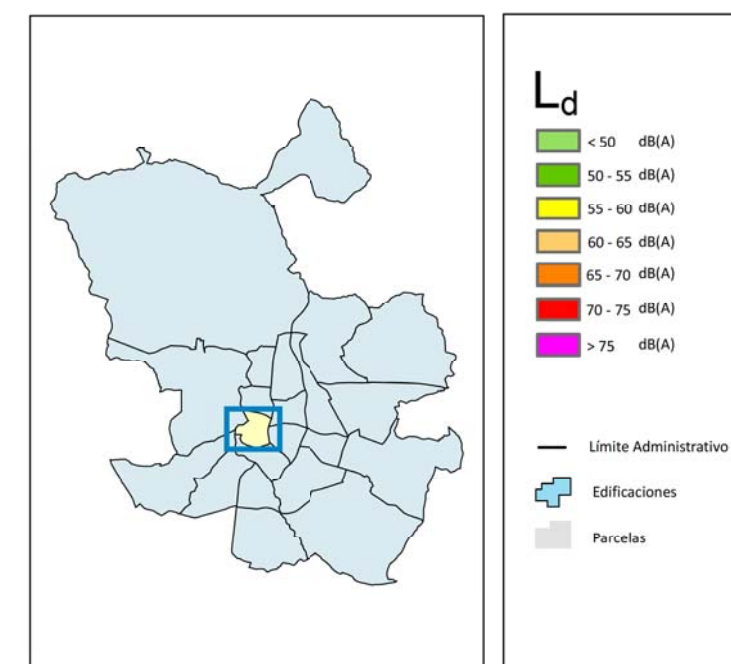 Ld
< 50 dB(A)
50 - 55 dB(A)
55 - 60 dB(A)
60 - 65 dB(A)
65 - 70 dB(A)
70 - 75 dB(A)
> 75 dB(A)
Límite Administrativo
Edificaciones
Parcelas